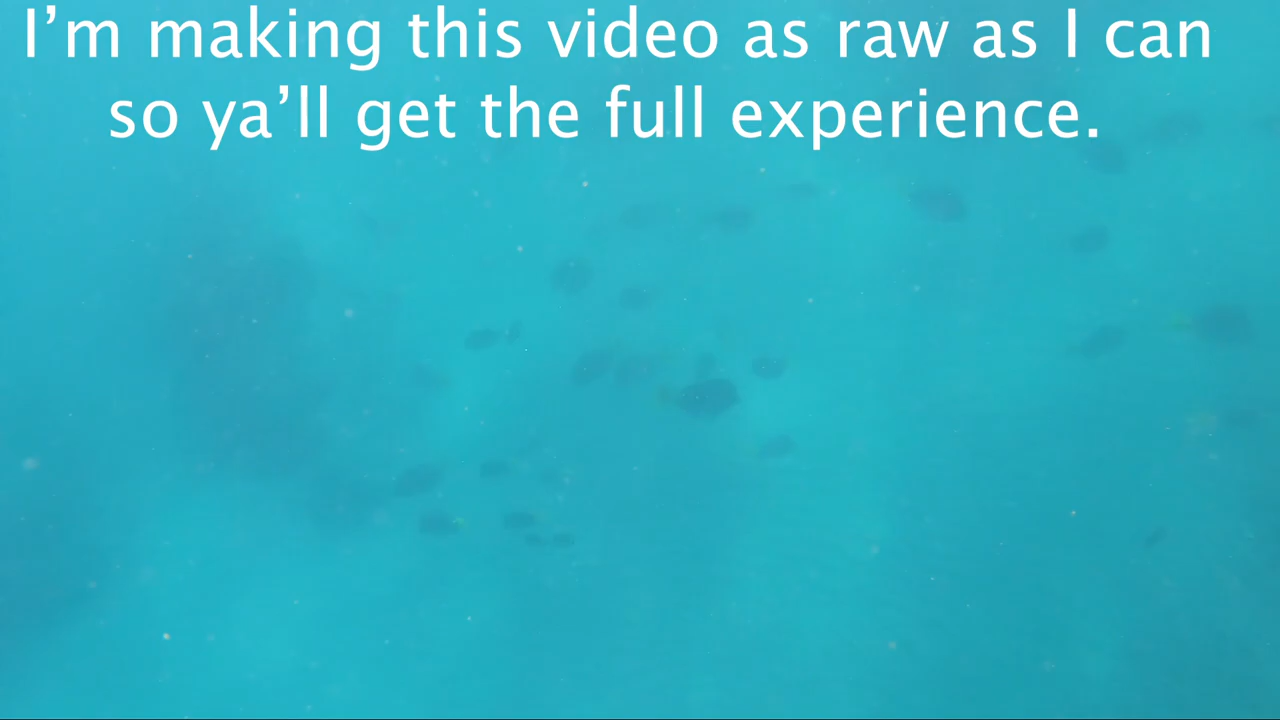 I’m making this video as raw as I can
so ya’ll get the full experience.